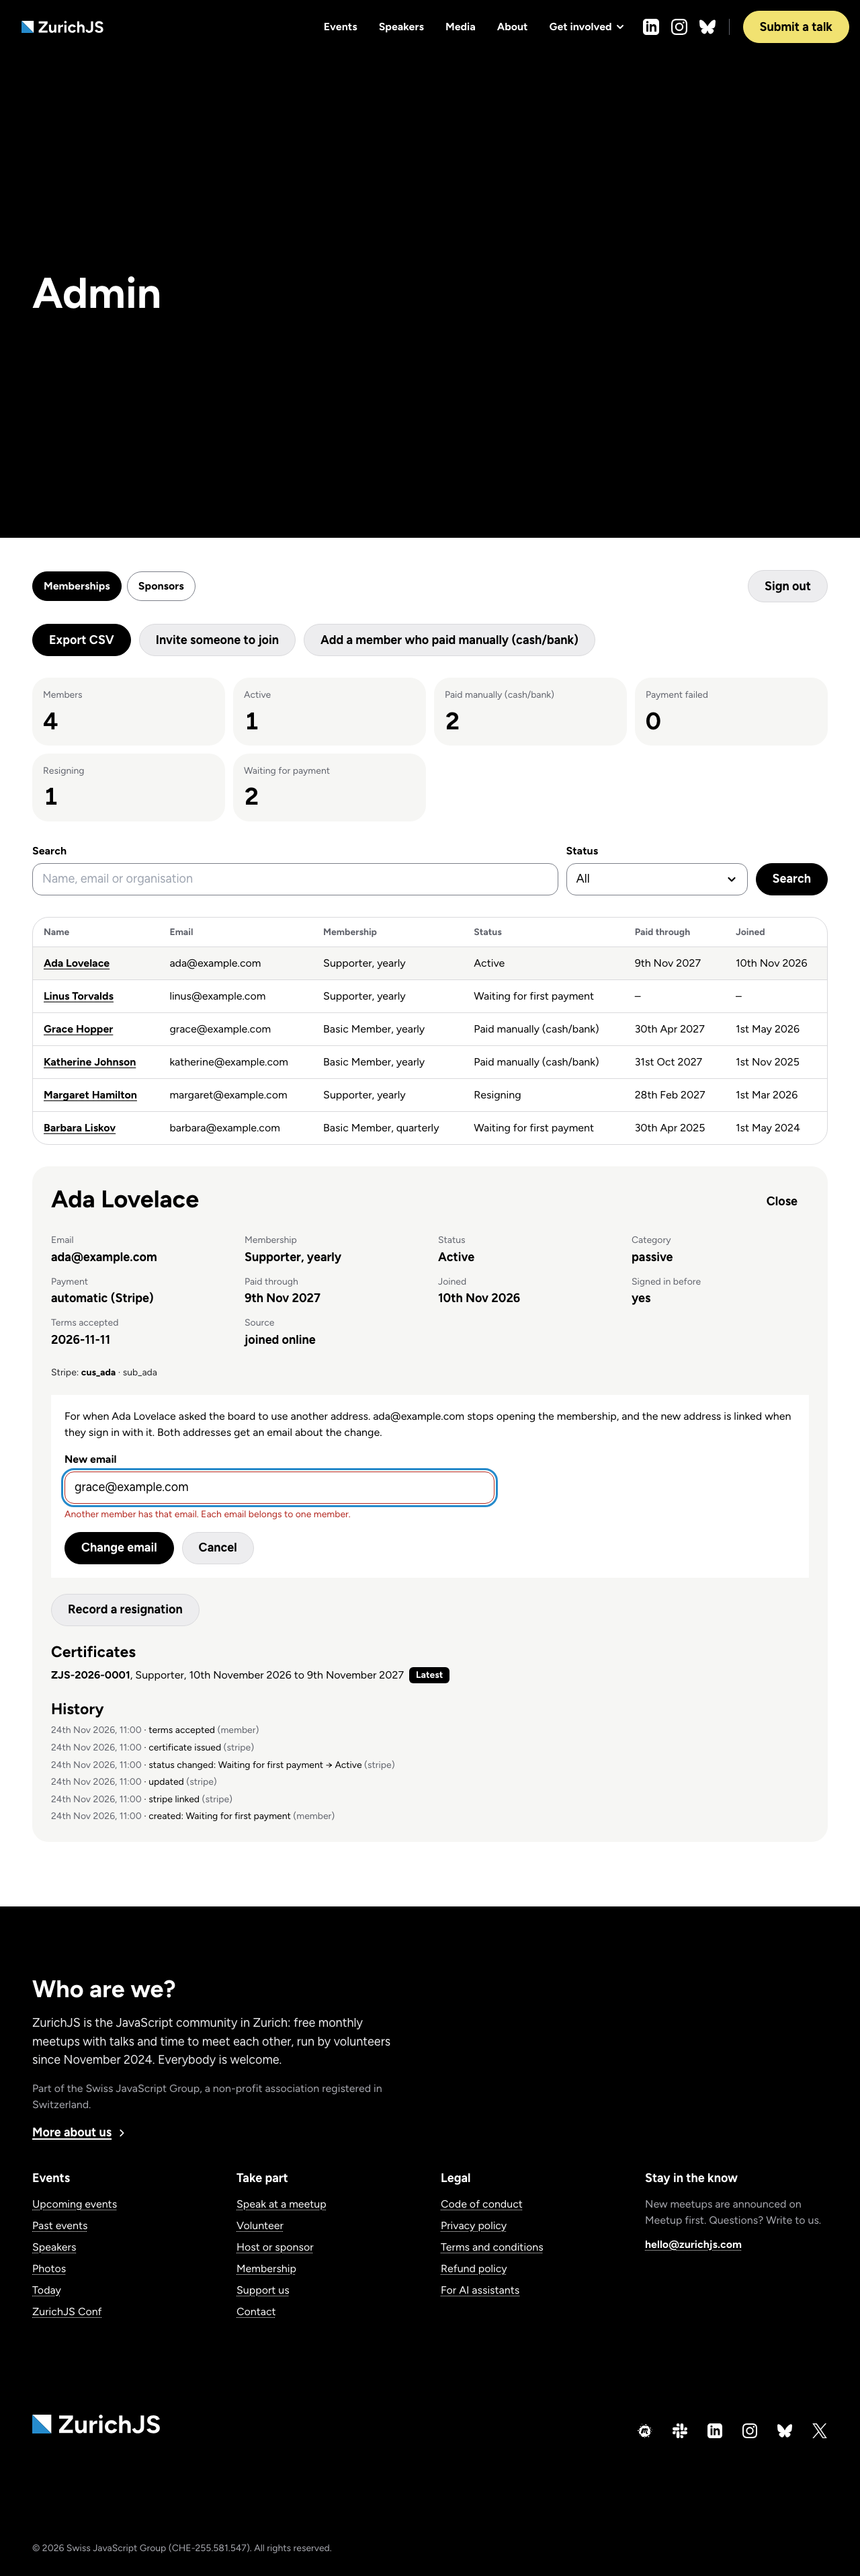 ZurichJS
Events Speakers Media About Get involved Submit a talk
Admin
Memberships Sponsors Sign out
Export CSV Invite someone to join Add a member who paid manually (cash/bank)
Members Active Paid manually (cash/bank) Payment failed
4 1 2 0
Resigning Waiting for payment
1 2
Search Status
Name, email or organisation All Search
Name Email Membership Status Paid through Joined
Ada Lovelace ada@example.com Supporter, yearly Active 9th Nov 2027 10th Nov 2026
Linus Torvalds linus@example.com Supporter, yearly Waiting for first payment – –
Grace Hopper grace@example.com Basic Member, yearly Paid manually (cash/bank) 30th Apr 2027 1st May 2026
Katherine Johnson katherine@example.com Basic Member, yearly Paid manually (cash/bank) 31st Oct 2027 1st Nov 2025
Margaret Hamilton margaret@example.com Supporter, yearly Resigning 28th Feb 2027 1st Mar 2026
Barbara Liskov barbara@example.com Basic Member, quarterly Waiting for first payment 30th Apr 2025 1st May 2024
Ada Lovelace Close
Email Membership Status Category
ada@example.com Supporter, yearly Active passive
Payment Paid through Joined Signed in before
automatic (Stripe) 9th Nov 2027 10th Nov 2026 yes
Terms accepted Source
2026-11-11 joined online
Stripe: cus_ada · sub_ada
For when Ada Lovelace asked the board to use another address. ada@example.com stops opening the membership, and the new address is linked when
they sign in with it. Both addresses get an email about the change.
New email
grace@example.com
Another member has that email. Each email belongs to one member.
Change email Cancel
Record a resignation
Certificates
ZJS-2026-0001, Supporter, 10th November 2026 to 9th November 2027 Latest
History
24th Nov 2026, 11:00 · terms accepted (member)
24th Nov 2026, 11:00 · certificate issued (stripe)
24th Nov 2026, 11:00 · status changed: Waiting for first payment → Active (stripe)
24th Nov 2026, 11:00 · updated (stripe)
24th Nov 2026, 11:00 · stripe linked (stripe)
24th Nov 2026, 11:00 · created: Waiting for first payment (member)
Who are we?
ZurichJS is the JavaScript community in Zurich: free monthly
meetups with talks and time to meet each other, run by volunteers
since November 2024. Everybody is welcome.
Part of the Swiss JavaScript Group, a non-profit association registered in
Switzerland.
More about us
Events Take part Legal Stay in the know
Upcoming events Speak at a meetup Code of conduct New meetups are announced on
Past events Volunteer Privacy policy Meetup first. Questions? Write to us.
Speakers Host or sponsor Terms and conditions hello@zurichjs.com
Photos Membership Refund policy
Today Support us For AI assistants
ZurichJS Conf Contact
ZurichJS
© 2026 Swiss JavaScript Group (CHE-255.581.547). All rights reserved.